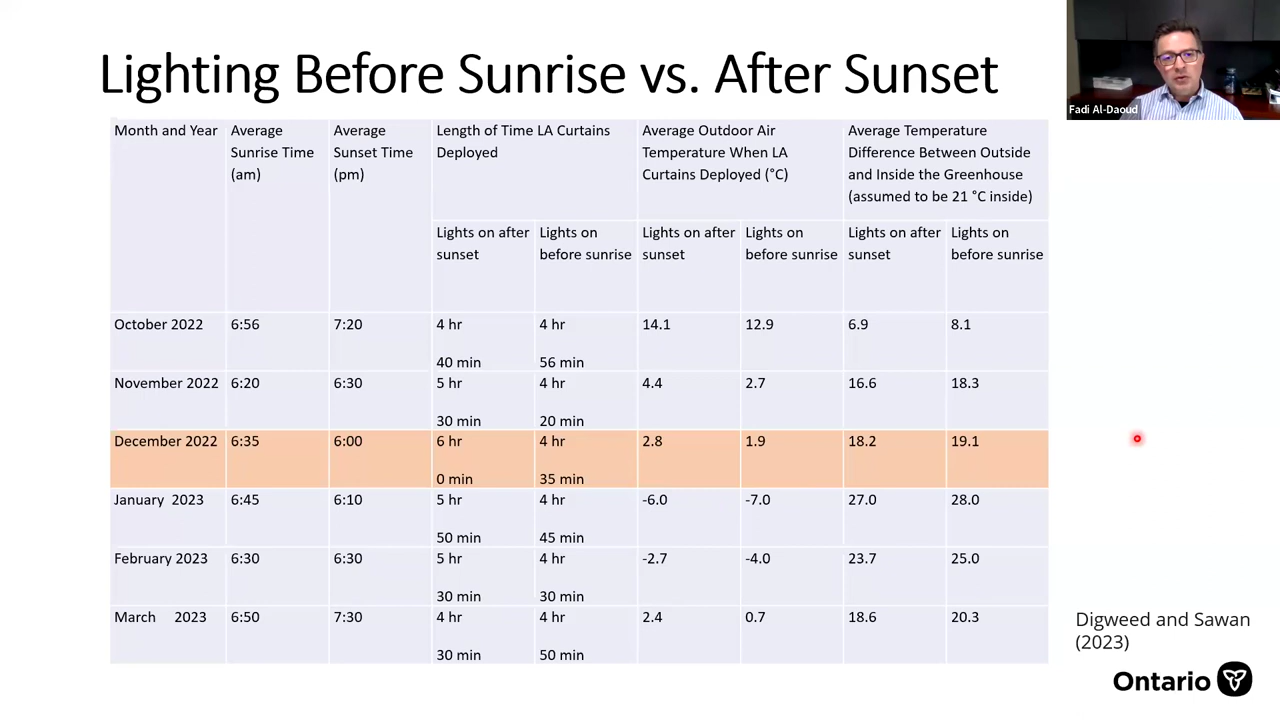 Lighting Before Sunrise vs. After Sunset
Fadi Al-Daoud
Month and Year
Average
Sunrise Time
(am)
Average
Sunset Time
(pm)
Length of Time LA Curtains
Deployed
Average Outdoor Air
Temperature When LA
Curtains Deployed (°C)
Average Temperature
Difference Between Outside
and Inside the Greenhouse
(assumed to be 21 °C inside)
Lights on after
sunset
Lights on
before sunrise
Lights on after
sunset
Lights on
before sunrise
Lights on after
sunset
Lights on
before sunrise
October 2022 6:56 7:20 4 hr 4 hr 14.1 12.9 6.9 8.1
40 min 56 min
November 2022 6:20 6:30 5 hr 4 hr 4.4 2.7 16.6 18.3
30 min 20 min
December 2022 6:35 6:00 6 hr 4 hr 2.8 1.9 18.2 19.1
0 min 35 min
January 2023 6:45 6:10 5 hr 4 hr -6.0 -7.0 27.0 28.0
50 min 45 min
February 2023 6:30 6:30 5 hr 4 hr -2.7 -4.0 23.7 25.0
30 min 30 min
March 2023 6:50 7:30 4 hr 4 hr 2.4 0.7 18.6 20.3
30 min 50 min
Digweed and Sawan
(2023)
Ontario